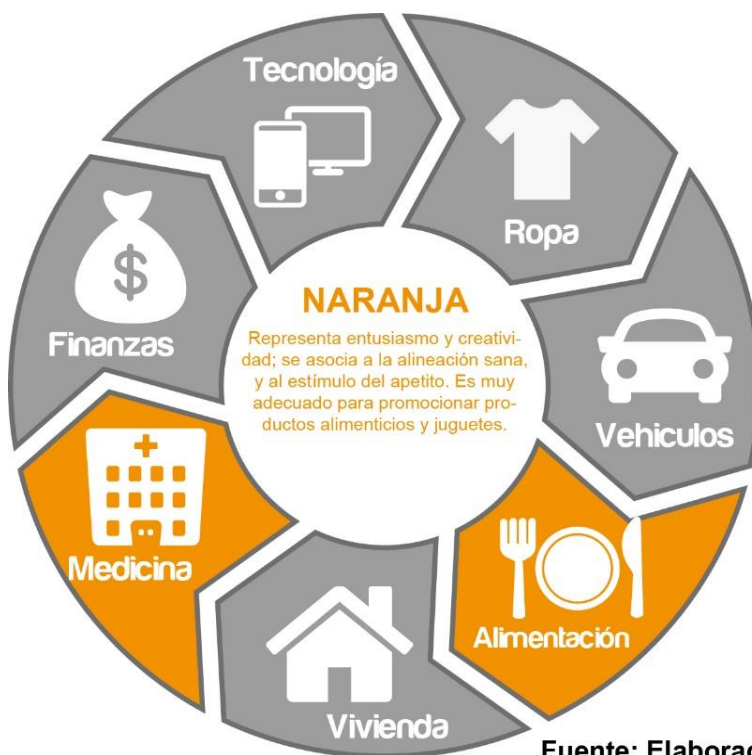 Tecnología
Ropa
$
Finanzas
NARANJA
Representa entusiasmo y creativi-
dad; se asocia a la alineación sana,
y al estímulo del apetito. Es muy
adecuado para promocionar pro-
ductos alimenticios y juguetes.
Vehiculos
Medicina
Alimentación
Vivienda
Fuente: